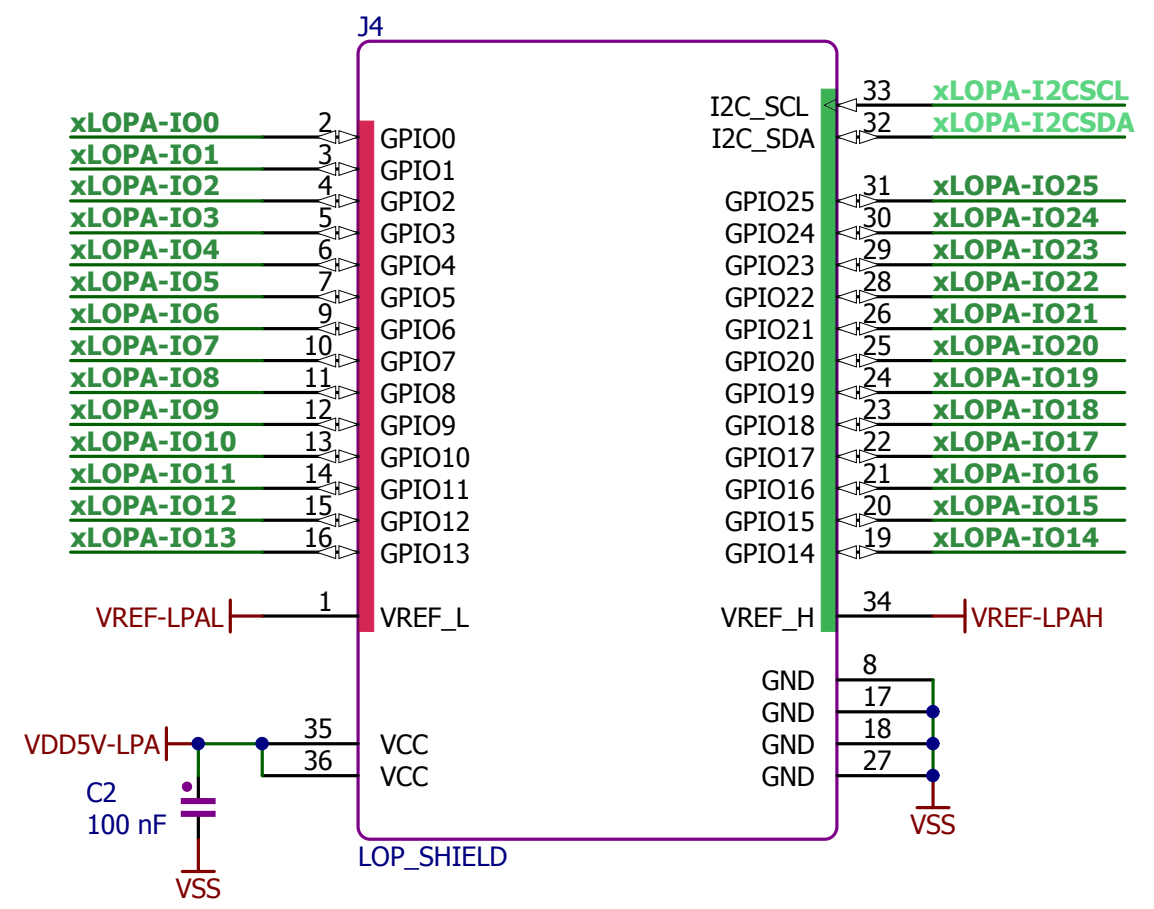 J4
33 xLOPA-I2CSCL
I2C_SCL
32 xLOPA-I2CSDA
I2C_SDA
xLOPA-IO0 2 GPIO0
xLOPA-IO1 3 GPIO1
xLOPA-IO2 4 GPIO2 GPIO25 31 xLOPA-IO25
xLOPA-IO3 5 GPIO3 GPIO24 30 xLOPA-IO24
xLOPA-IO4 6 GPIO4 GPIO23 29 xLOPA-IO23
xLOPA-IO5 7 GPIO5 GPIO22 28 xLOPA-IO22
xLOPA-IO6 9 GPIO6 GPIO21 26 xLOPA-IO21
xLOPA-IO7 10 GPIO7 GPIO20 25 xLOPA-IO20
xLOPA-IO8 11 GPIO8 GPIO19 24 xLOPA-IO19
xLOPA-IO9 12 GPIO9 GPIO18 23 xLOPA-IO18
xLOPA-IO10 13 GPIO10 GPIO17 22 xLOPA-IO17
xLOPA-IO11 14 GPIO11 GPIO16 21 xLOPA-IO16
xLOPA-IO12 15 GPIO12 GPIO15 20 xLOPA-IO15
xLOPA-IO13 16 GPIO13 GPIO14 19 xLOPA-IO14
VREF-LPAL 1 VREF_L VREF_H 34 VREF-LPAH
GND 8
GND 17
VDD5V-LPA 35 VCC GND 18
36 VCC GND 27
C2
100 nF
VSS
LOP_SHIELD
VSS